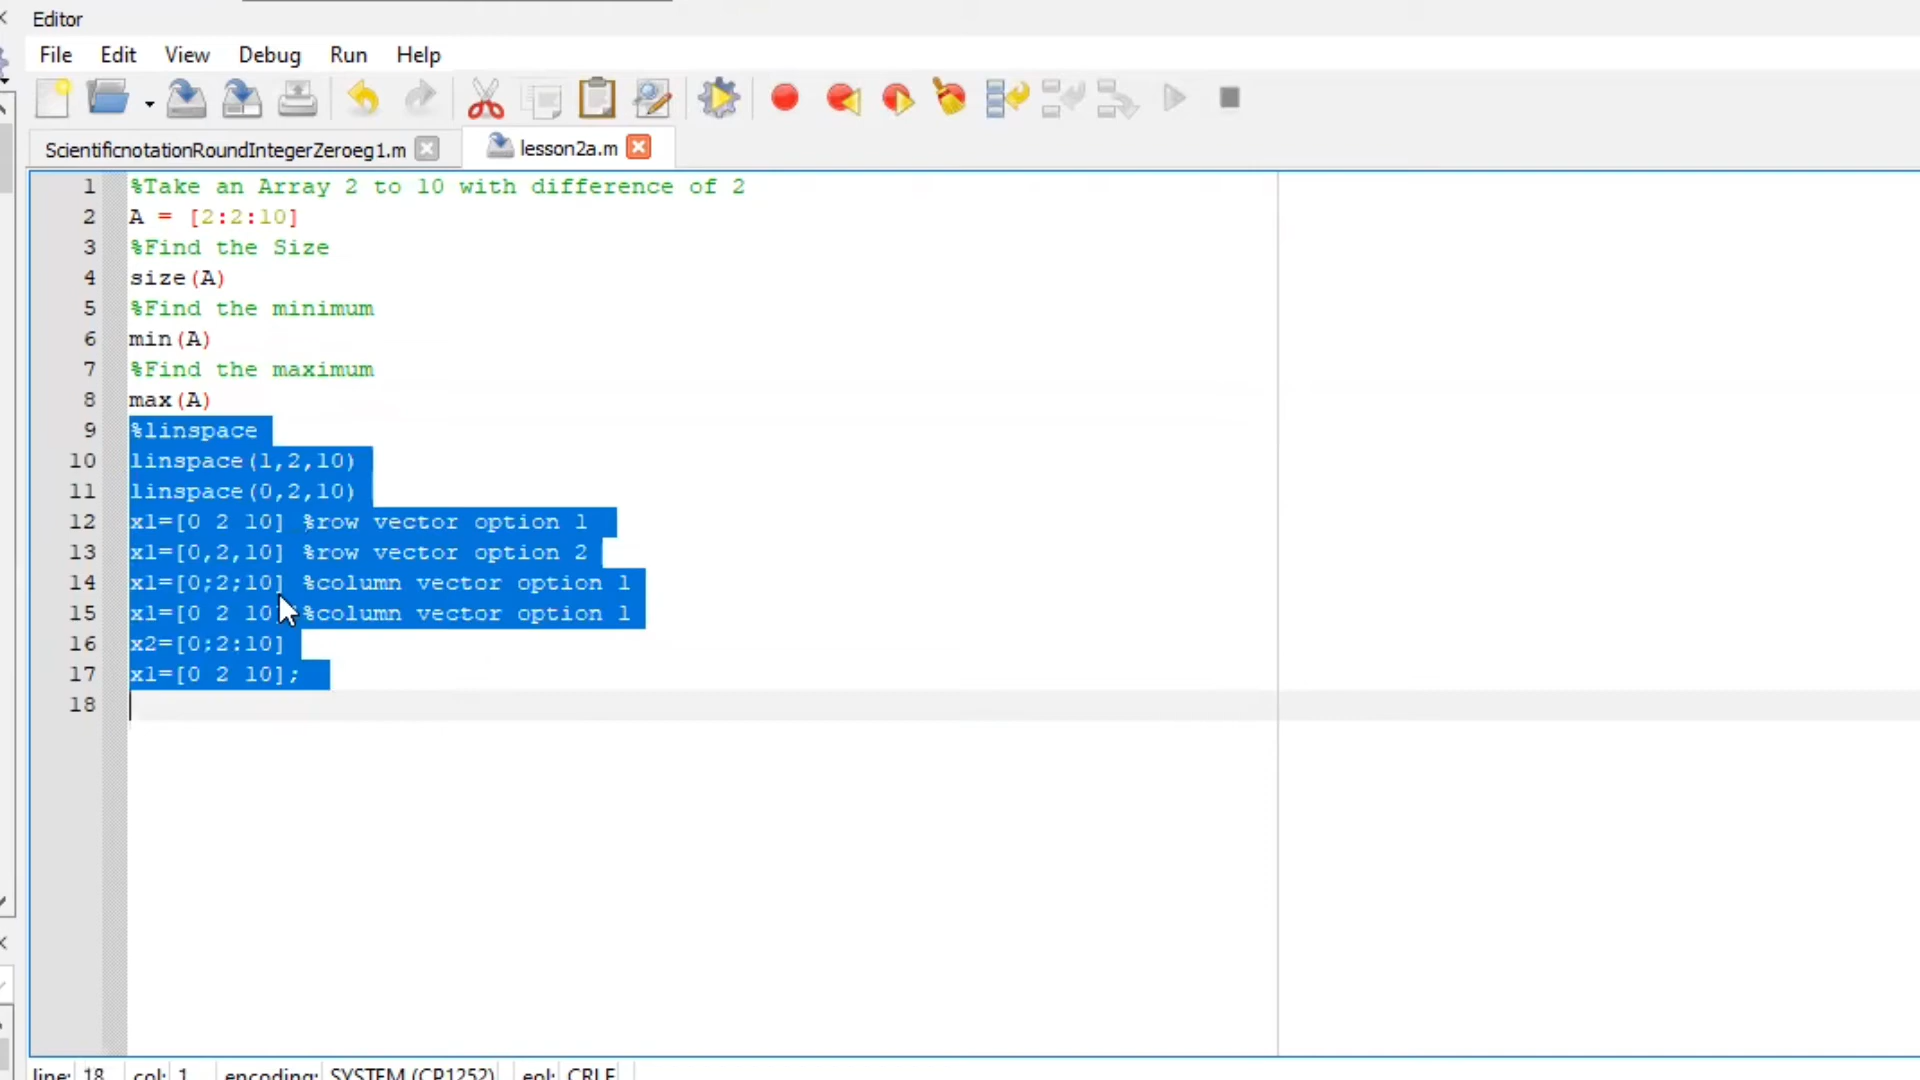 Editor
File Edit View Debug Run Help
ScientificnotationRoundIntegerZeroeg1.m lesson2a.m
1 %Take an Array 2 to 10 with difference of 2
2 A = [2:2:10]
3 %Find the Size
4 size(A)
5 %Find the minimum
6 min(A)
7 %Find the maximum
8 max(A)
9 %linspace
10 linspace(1,2,10)
11 linspace(0,2,10)
12 x1=[0 2 10] %row vector option 1
13 x1=[0,2,10] %row vector option 2
14 x1=[0;2;10] %column vector option 1
15 x1=[0 2 10 %column vector option 1
16 x2=[0;2:10]
17 x1=[0 2 10];
18
line: 18 col: 1 encoding: SYSTEM (CP1252) eol: CRLF